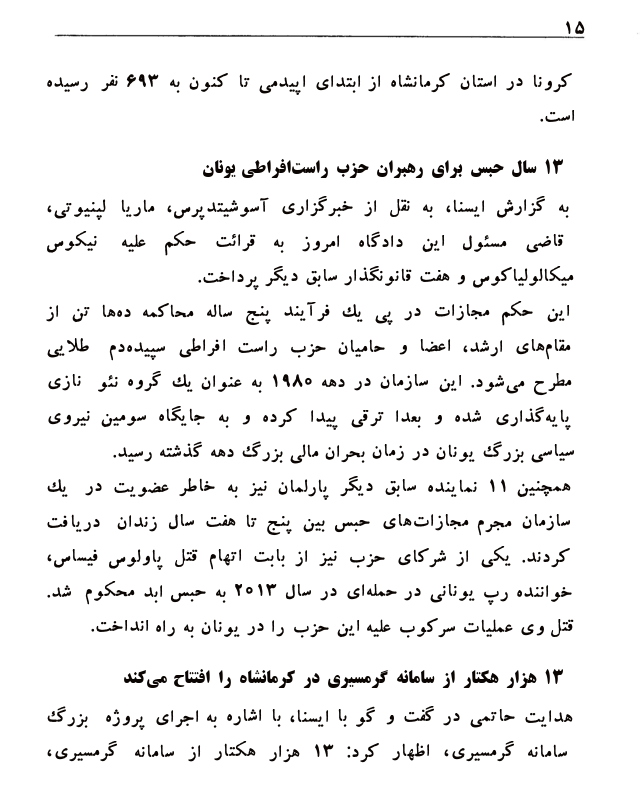 ۱۵
کرونا در استان کرمانشاه از ابتدای اپیدمی تا کنون به ۶۹۳ نفر رسیده
است.
۱۳ سال حبس برای رهبران حزب راست‌افراطی یونان
به گزارش ایسنا، به نقل از خبرگزاری آسوشیتدپرس، ماریا لپنیوتی،
قاضی مسئول این دادگاه امروز به قرائت حکم علیه نیکوس
میکالولیاکوس و هفت قانونگذار سابق دیگر پرداخت.
این حکم مجازات در پی یك فرآیند پنج ساله محاکمه ده‌ها تن از
مقام‌های ارشد، اعضا و حامیان حزب راست افراطی سپیده‌دم طلایی
مطرح می‌شود. این سازمان در دهه ۱۹۸۰ به عنوان یك گروه نئو نازی
پایه‌گذاری شده و بعدا ترقی پیدا کرده و به جایگاه سومین نیروی
سیاسی بزرگ یونان در زمان بحران مالی بزرگ دهه گذشته رسید.
همچنین ۱۱ نماینده سابق دیگر پارلمان نیز به خاطر عضویت در یك
سازمان مجرم مجازات‌های حبس بین پنج تا هفت سال زندان دریافت
کردند. یکی از شرکای حزب نیز از بابت اتهام قتل پاولوس فیساس،
خواننده رپ یونانی در حمله‌ای در سال ۲۰۱۳ به حبس ابد محکوم شد.
قتل وی عملیات سرکوب علیه این حزب را در یونان به راه انداخت.
۱۳ هزار هکتار از سامانه گرمسیری در کرمانشاه را افتتاح می‌کند
هدایت حاتمی در گفت و گو با ایسنا، با اشاره به اجرای پروژه بزرگ
سامانه گرمسیری، اظهار کرد: ۱۳ هزار هکتار از سامانه گرمسیری،